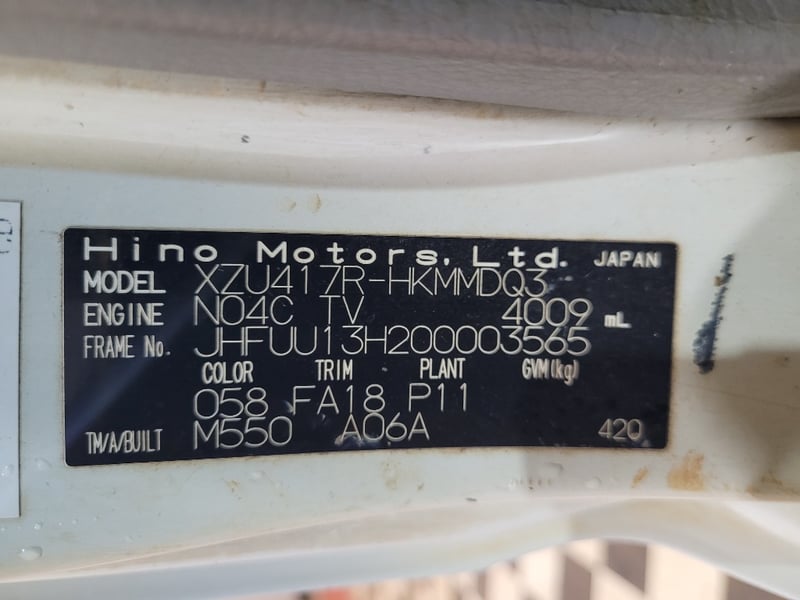 Hino Motors, Ltd. JAPAN
MODEL XZU417R-HKMMDQ3
ENGINE N04C TV 4009 mL
FRAME No. JHFUU13H200003565
COLOR TRIM PLANT GVM(kg)
058 FA18 P11
TM/A/BUILT M550 A06A 420